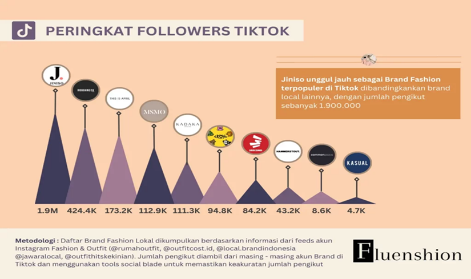 PERINGKAT FOLLOWERS TIKTOK
Jiniso unggul jauh sebagai Brand Fashion
terpopuler di Tiktok dibandingkankan brand
local lainnya, dengan jumlah pengikut
sebanyak 1.900.000
J.
MSMO
KADAKA
KASUAL
1.9M 424.4K 173.2K 112.9K 111.3K 94.8K 84.2K 43.2K 8.6K 4.7K
Metodologi : Daftar Brand Fashion Lokal dikumpulkan berdasarkan informasi dari feeds akun
Instagram Fashion & Outfit (@rumahoutfit, @outfitcost.id, @local.brandindonesia
@jawaralocal, @outfithitskekinian). Jumlah pengikut diambil dari masing - masing akun Brand di
Tiktok dan menggunakan tools social blade untuk memastikan keakuratan jumlah pengikut
Fluenshion